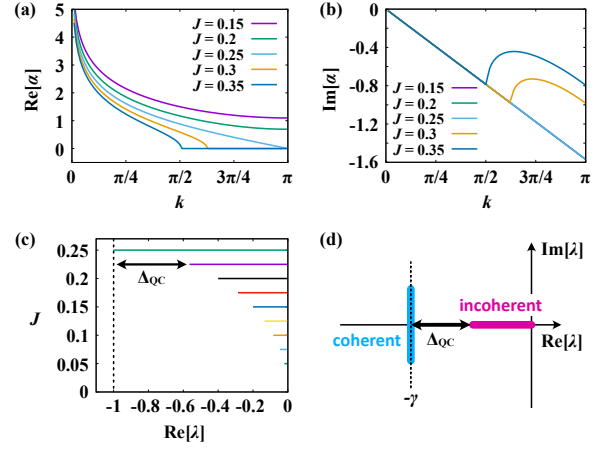 (a)
5
4
3
2
1
0
Re[α]
J = 0.15
J = 0.2
J = 0.25
J = 0.3
J = 0.35
0 π/4 π/2 3π/4 π
k
(b)
0
-0.4
-0.8
-1.2
-1.6
Im[α]
J = 0.15
J = 0.2
J = 0.25
J = 0.3
J = 0.35
0 π/4 π/2 3π/4 π
k
(c)
0.25
0.2
0.15
0.1
0.05
0
J
ΔQC
-1 -0.8 -0.6 -0.4 -0.2 0
Re[λ]
(d)
Im[λ]
incoherent
coherent
ΔQC
Re[λ]
-γ